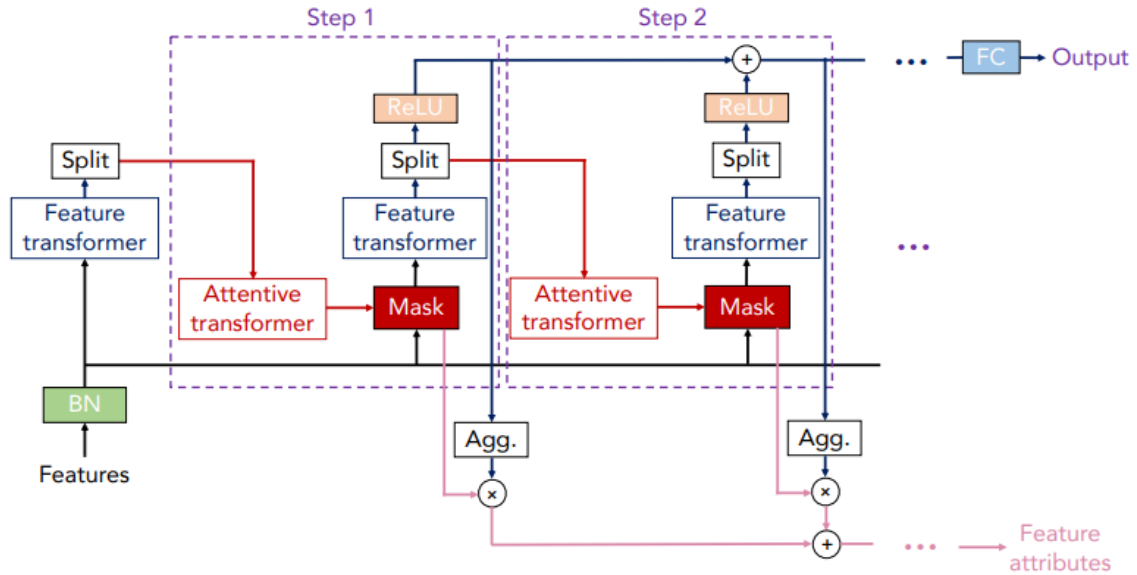 Step 1
Step 2
+
...
FC
Output
ReLU
ReLU
Split
Split
Split
Feature
transformer
Feature
transformer
Feature
transformer
...
Attentive
transformer
Mask
Attentive
transformer
Mask
BN
Features
Agg.
Agg.
×
×
+
...
Feature
attributes